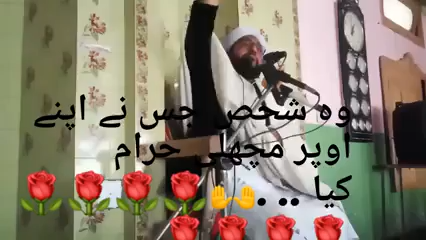 وہ شخص جس نے اپنے
اوپر مچھلی حرام
کیا .. .🙌🌹🌹🌹🌹
🌹🌹🌹🌹